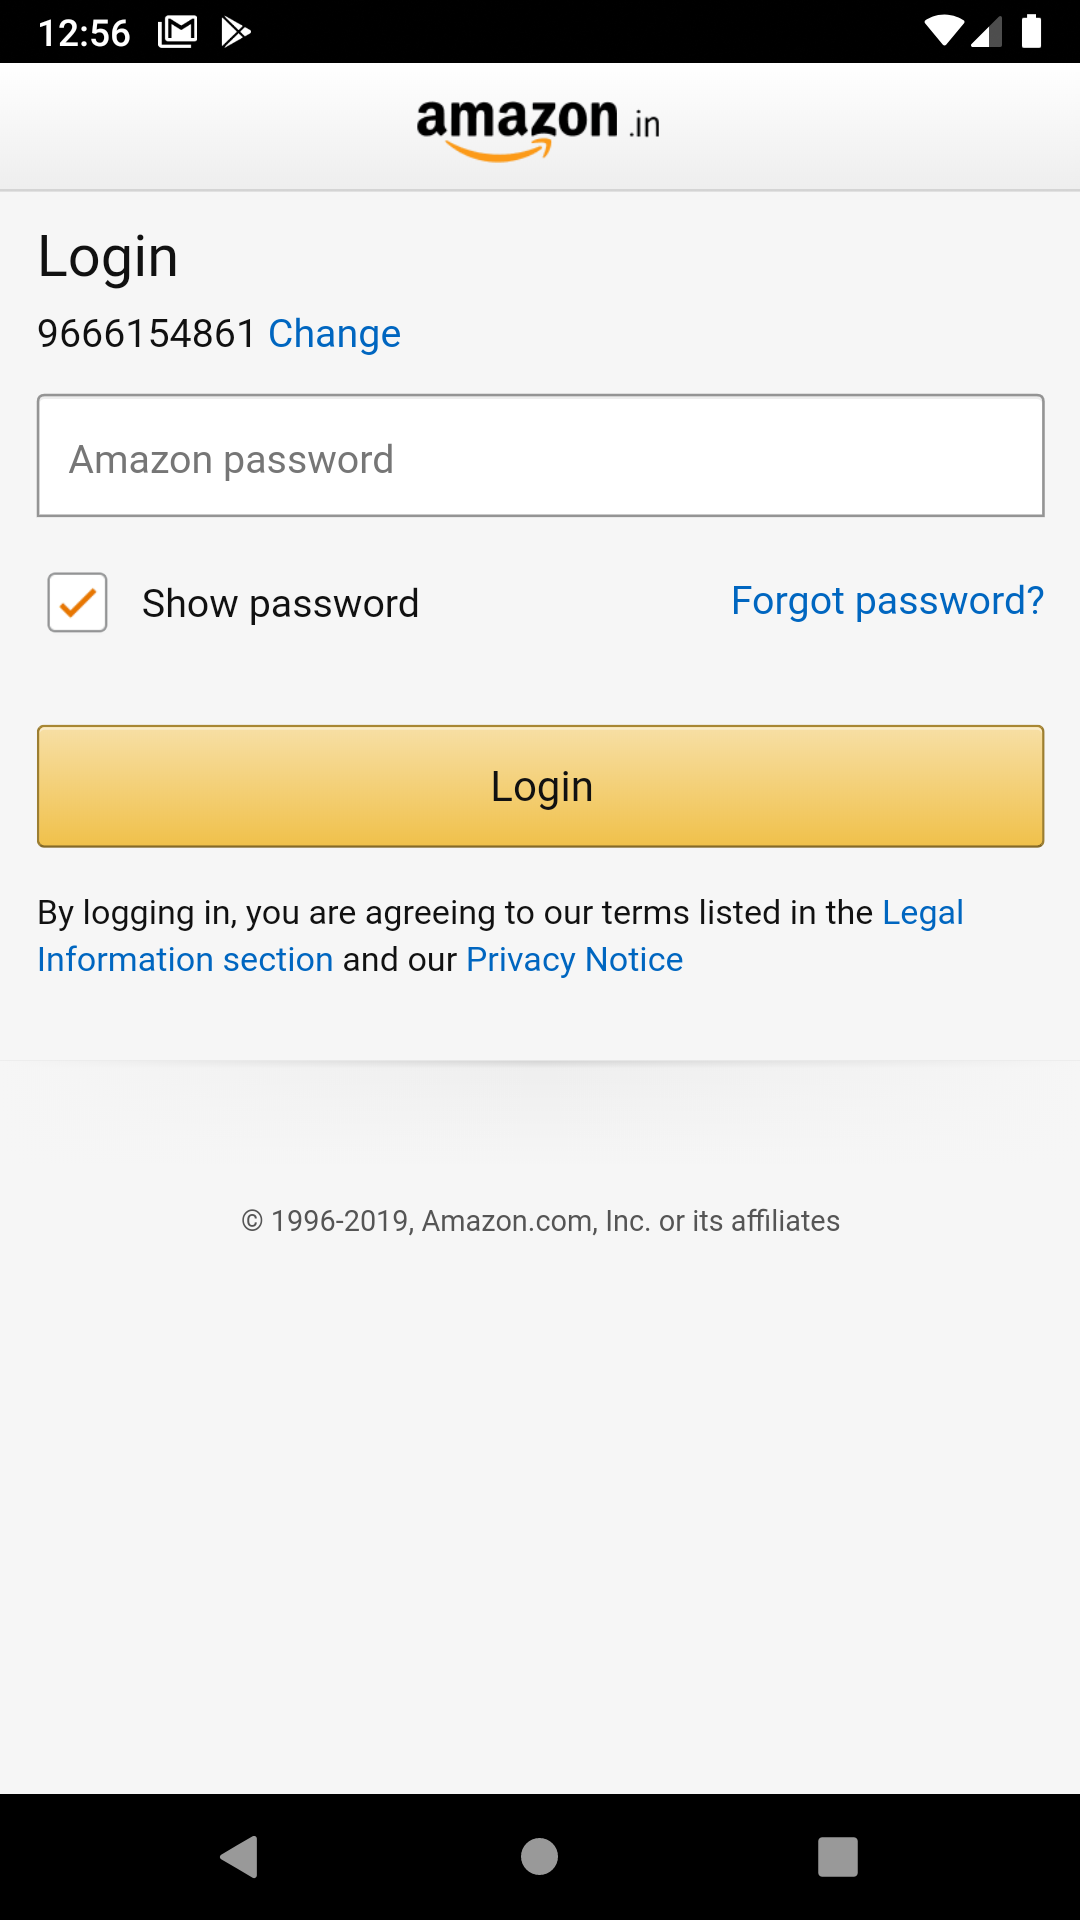 12:56
amazon .in
Login
9666154861 Change
Amazon password
Show password
Forgot password?
Login
By logging in, you are agreeing to our terms listed in the Legal
Information section and our Privacy Notice
© 1996-2019, Amazon.com, Inc. or its affiliates